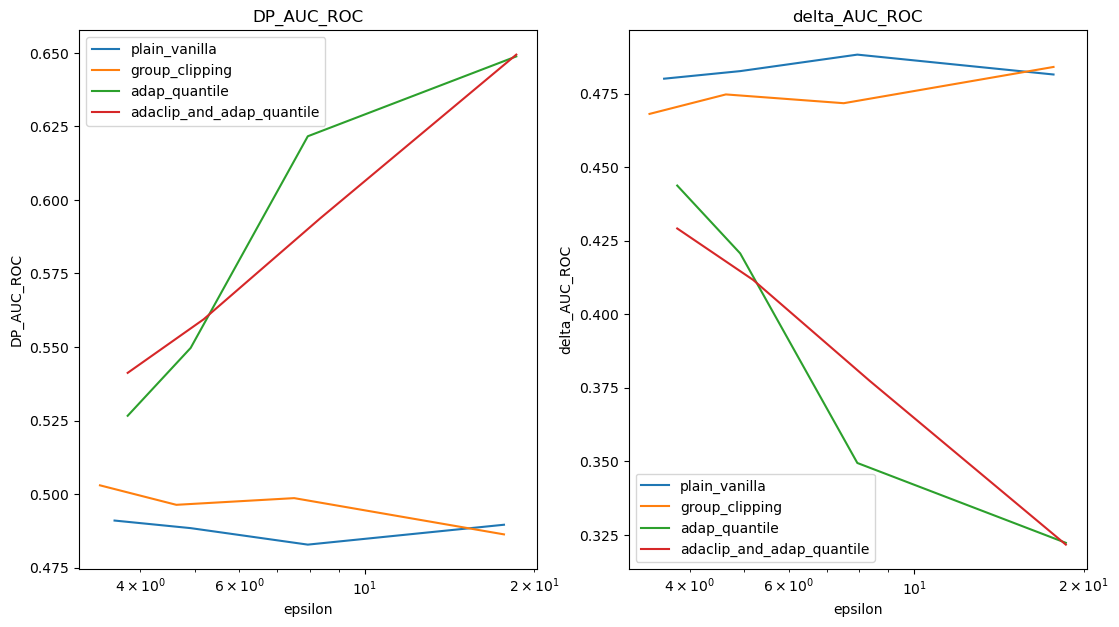 DP_AUC_ROC
plain_vanilla
group_clipping
adap_quantile
adaclip_and_adap_quantile
0.650
0.625
0.600
0.575
0.550
0.525
0.500
0.475
DP_AUC_ROC
4 × 10⁰
6 × 10⁰
10¹
2 × 10¹
epsilon
delta_AUC_ROC
0.475
0.450
0.425
0.400
0.375
0.350
0.325
delta_AUC_ROC
plain_vanilla
group_clipping
adap_quantile
adaclip_and_adap_quantile
4 × 10⁰
6 × 10⁰
10¹
2 × 10¹
epsilon